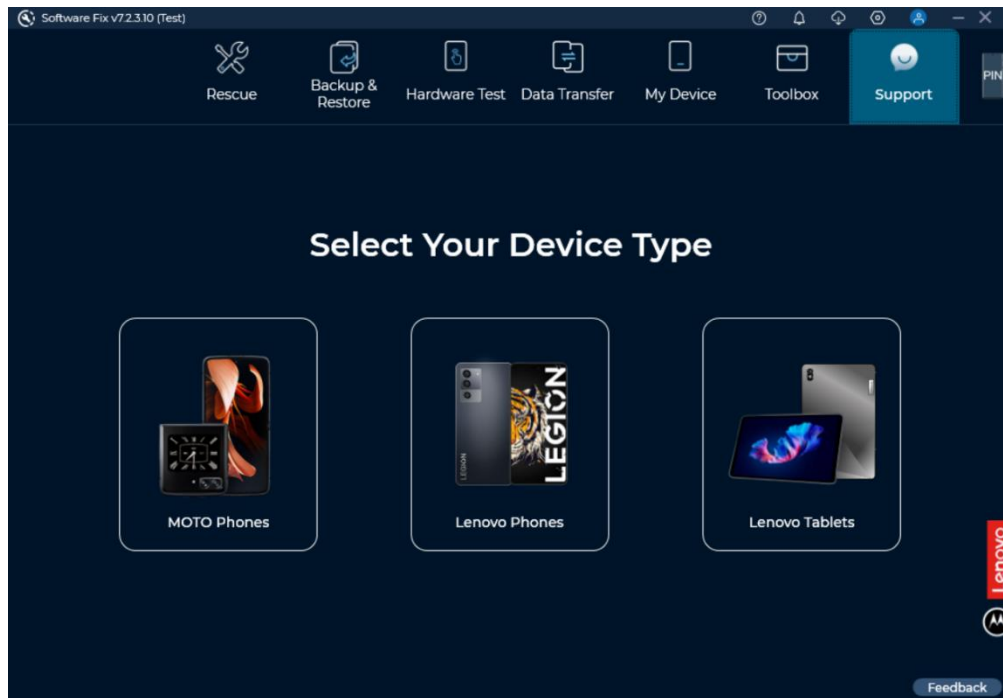 Software Fix v7.2.3.10 (Test)
Rescue
Backup &
Restore
Hardware Test
Data Transfer
My Device
Toolbox
Support
PIN
Select Your Device Type
LEGION
LEGION
MOTO Phones
Lenovo Phones
Lenovo Tablets
Lenovo
Feedback